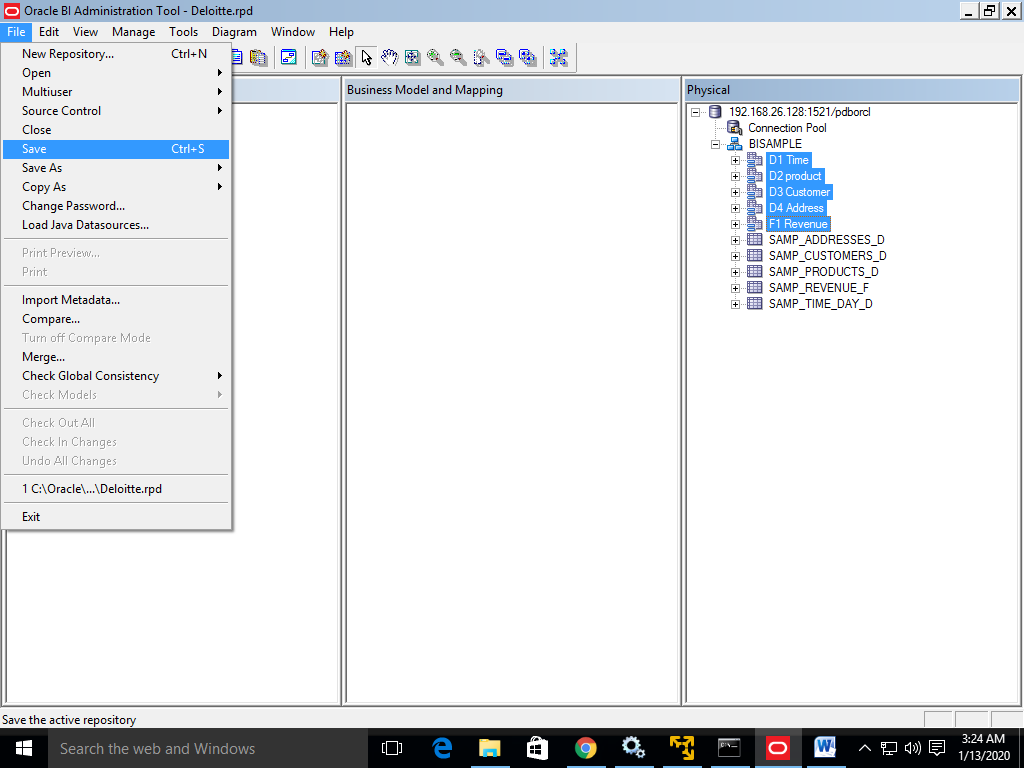 Oracle BI Administration Tool - Deloitte.rpd
File Edit View Manage Tools Diagram Window Help
New Repository... Ctrl+N
Open
Multiuser
Source Control
Close
Save Ctrl+S
Save As
Copy As
Change Password...
Load Java Datasources...
Print Preview...
Print
Import Metadata...
Compare...
Turn off Compare Mode
Merge...
Check Global Consistency
Check Models
Check Out All
Check In Changes
Undo All Changes
1 C:\Oracle\...\Deloitte.rpd
Exit
Business Model and Mapping
Physical
192.168.26.128:1521/pdborcl
Connection Pool
BISAMPLE
D1 Time
D2 product
D3 Customer
D4 Address
F1 Revenue
SAMP_ADDRESSES_D
SAMP_CUSTOMERS_D
SAMP_PRODUCTS_D
SAMP_REVENUE_F
SAMP_TIME_DAY_D
Save the active repository
Search the web and Windows
3:24 AM
1/13/2020